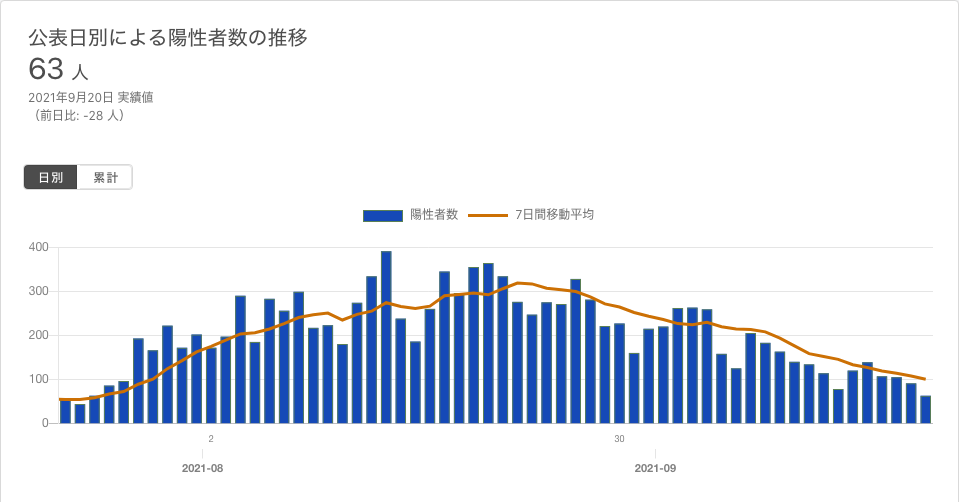 公表日別による陽性者数の推移
63 人
2021年9月20日 実績値
（前日比: -28 人）
日別 累計
陽性者数 7日間移動平均
400
300
200
100
0
2 30
2021-08 2021-09